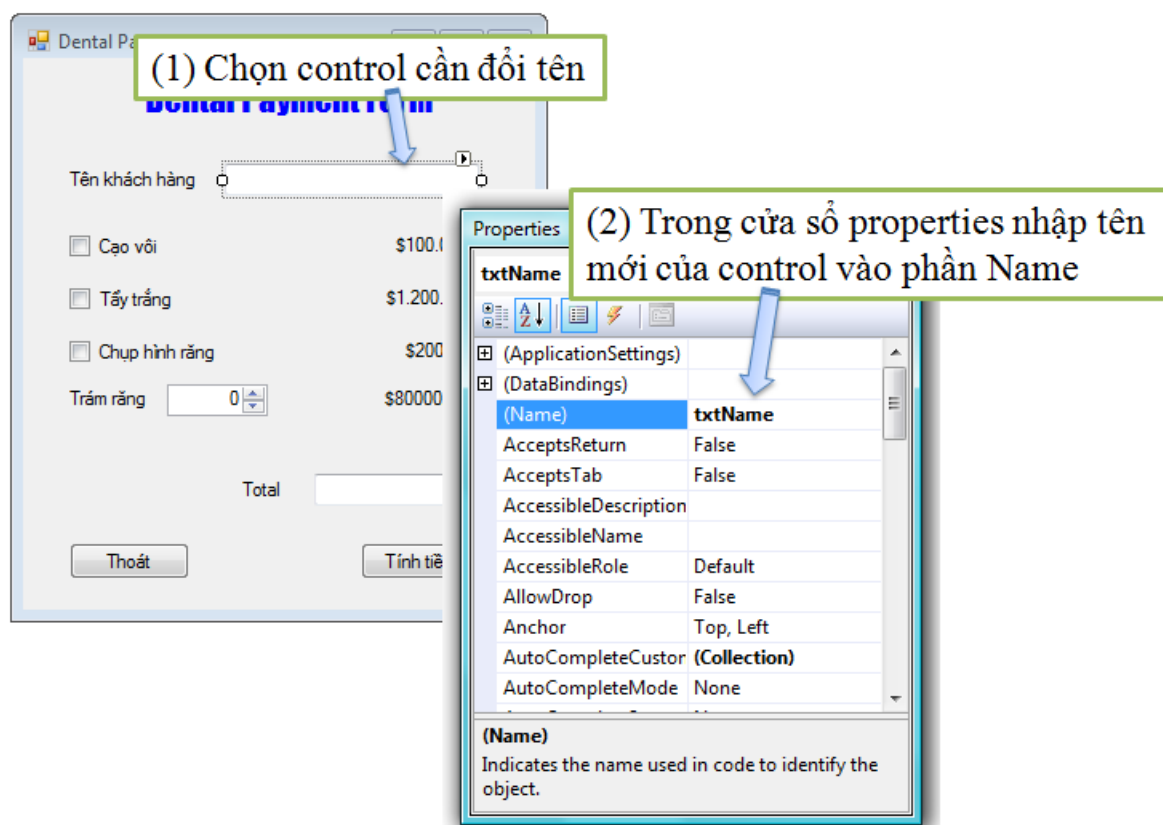 Dental Pa
(1) Chọn control cần đổi tên
Dental Payment Form
Tên khách hàng
Cạo vôi
$100.0
Tẩy trắng
$1.200.
Chụp hình răng
$200
Trám răng
0
$80000
Total
Thoát
Tính tiề
Properties
(2) Trong cửa sổ properties nhập tên
mới của control vào phần Name
txtName
(ApplicationSettings)
(DataBindings)
(Name) txtName
AcceptsReturn False
AcceptsTab False
AccessibleDescription
AccessibleName
AccessibleRole Default
AllowDrop False
Anchor Top, Left
AutoCompleteCustor (Collection)
AutoCompleteMode None
(Name)
Indicates the name used in code to identify the
object.